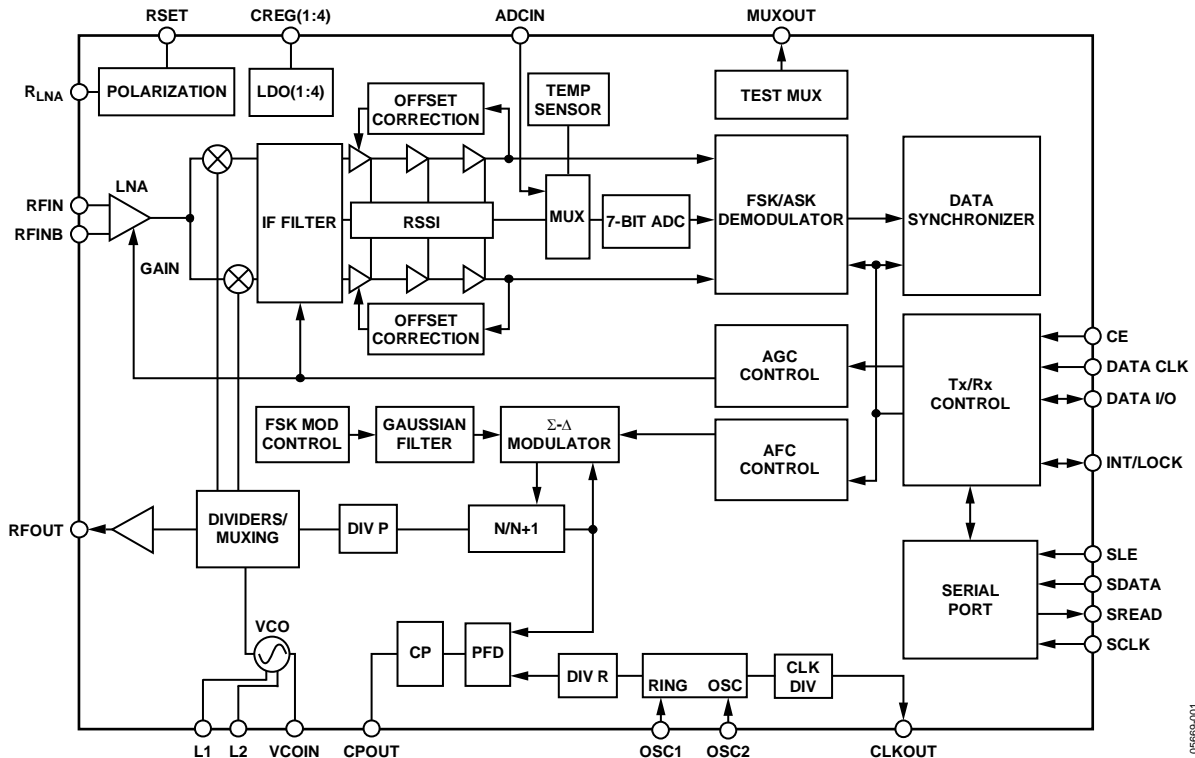 RSET
CREG(1:4)
ADCIN
MUXOUT
RLNA
POLARIZATION
LDO(1:4)
OFFSET
CORRECTION
TEMP
SENSOR
TEST MUX
LNA
RFIN
RFINB
GAIN
IF FILTER
RSSI
MUX
7-BIT ADC
FSK/ASK
DEMODULATOR
DATA
SYNCHRONIZER
OFFSET
CORRECTION
AGC
CONTROL
Tx/Rx
CONTROL
CE
DATA CLK
DATA I/O
INT/LOCK
FSK MOD
CONTROL
GAUSSIAN
FILTER
Σ-Δ
MODULATOR
AFC
CONTROL
RFOUT
DIVIDERS/
MUXING
DIV P
N/N+1
SERIAL
PORT
SLE
SDATA
SREAD
SCLK
VCO
CP
PFD
DIV R
RING
OSC
CLK
DIV
L1
L2
VCOIN
CPOUT
OSC1
OSC2
CLKOUT
05669-001